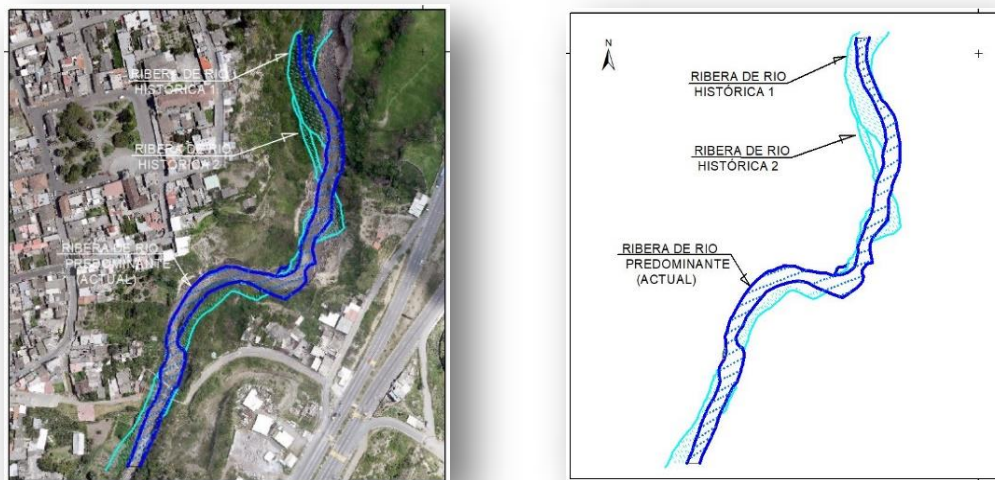 RIBERA DE RIO
HISTÓRICA 1
RIBERA DE RIO
HISTÓRICA 2
RIBERA DE RIO
PREDOMINANTE
(ACTUAL)
N
RIBERA DE RIO
HISTÓRICA 1
RIBERA DE RIO
HISTÓRICA 2
RIBERA DE RIO
PREDOMINANTE
(ACTUAL)